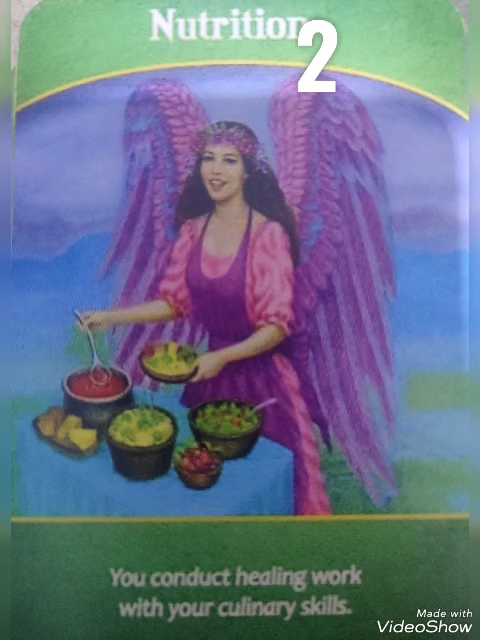 Nutrition
2
You conduct healing work
with your culinary skills.
Made with
VideoShow